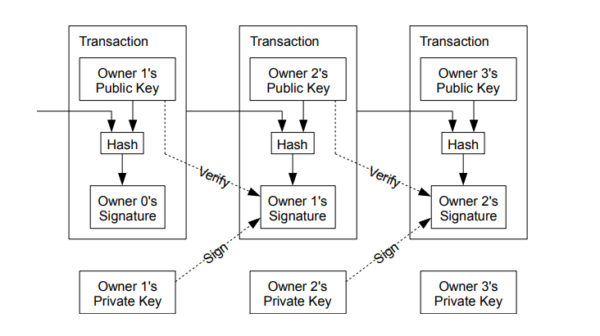 Transaction
Owner 1's
Public Key
Hash
Owner 0's
Signature
Transaction
Owner 2's
Public Key
Hash
Verify
Owner 1's
Signature
Sign
Transaction
Owner 3's
Public Key
Hash
Verify
Owner 2's
Signature
Sign
Owner 1's
Private Key
Owner 2's
Private Key
Owner 3's
Private Key